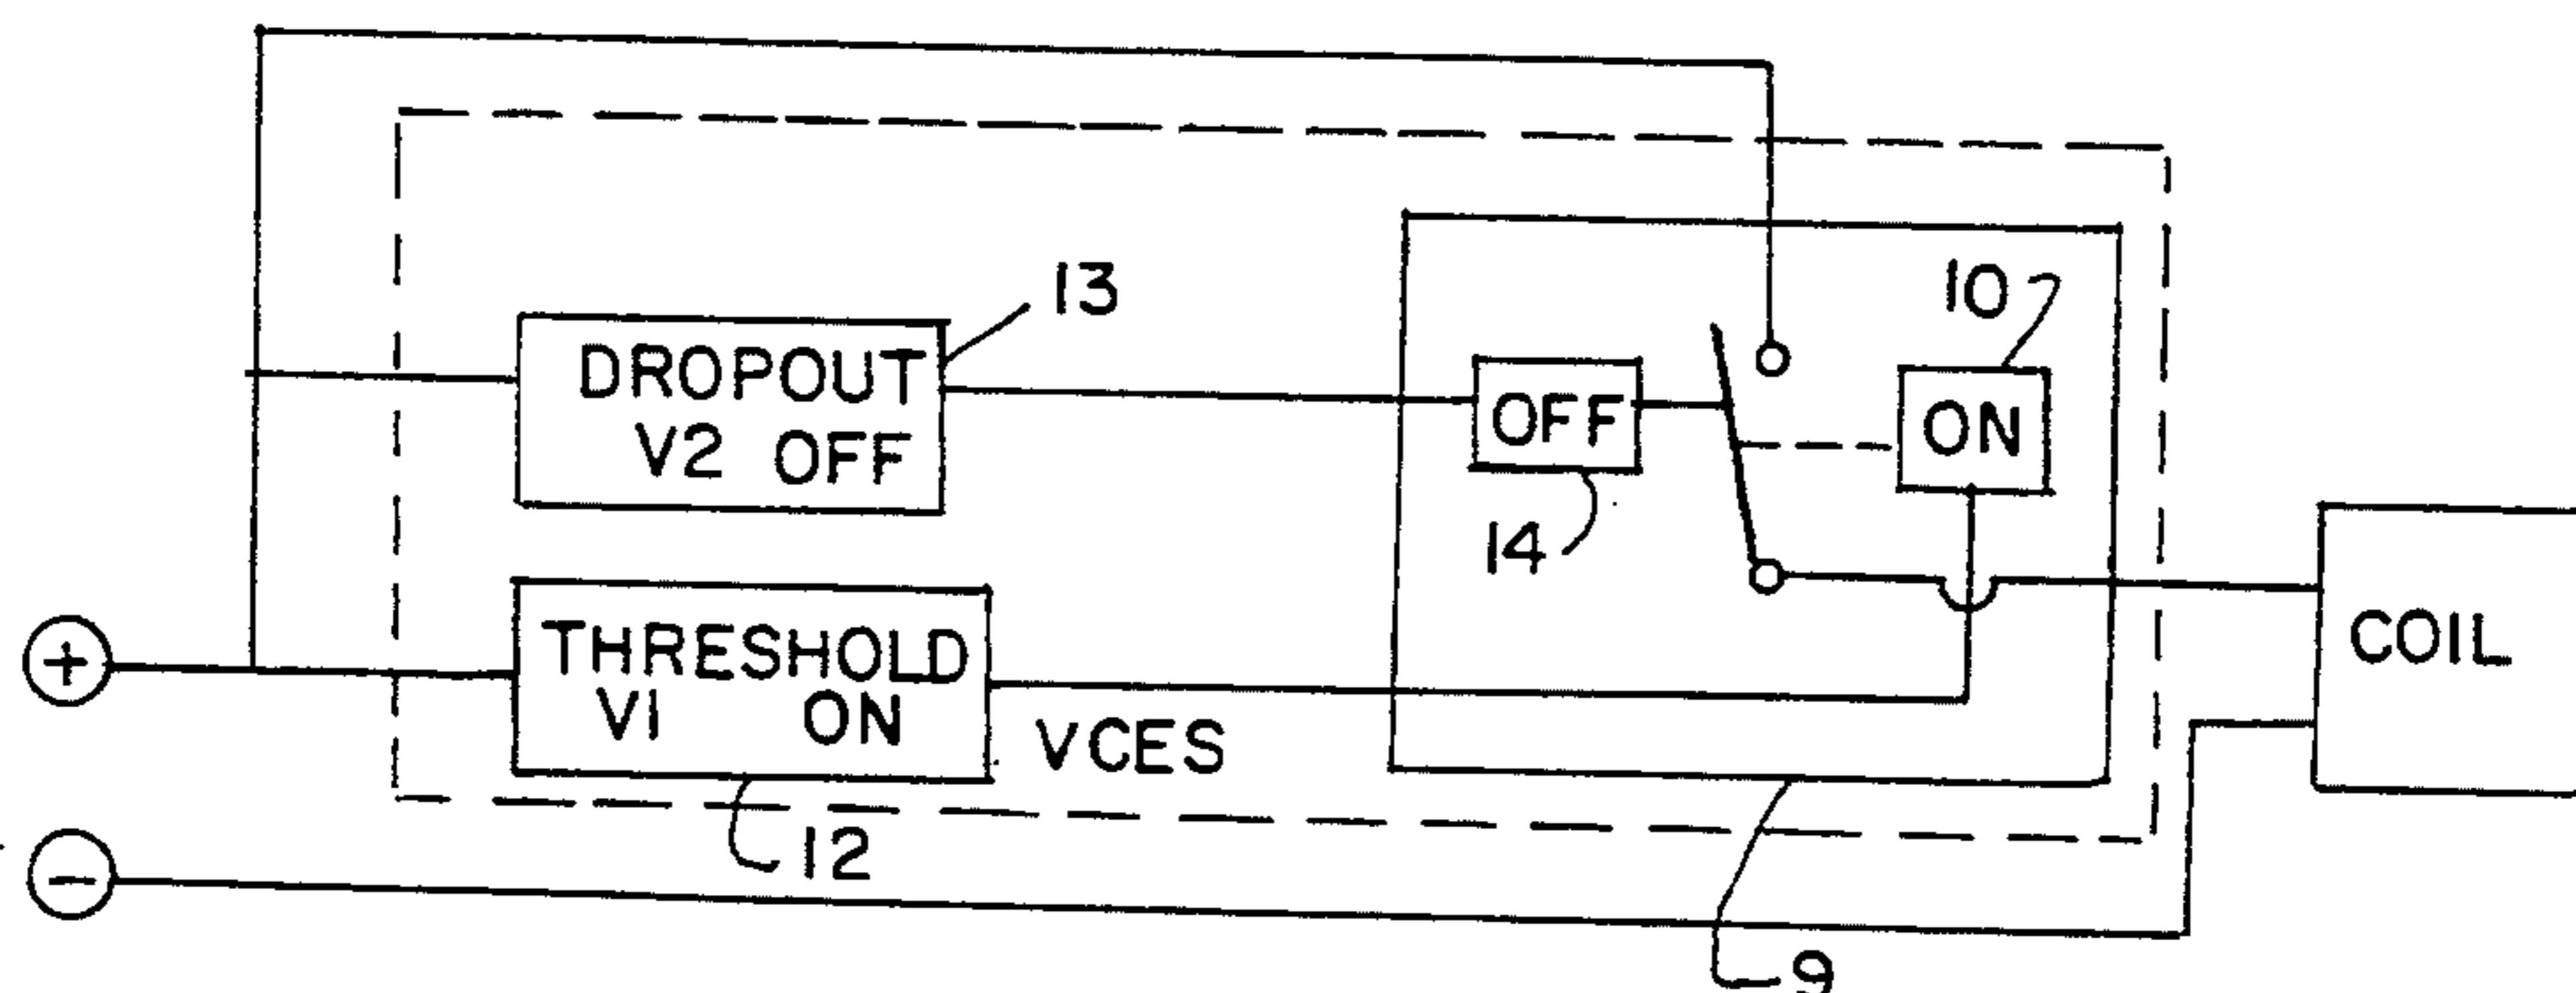 13
10
DROPOUT
V2 OFF
OFF
ON
14
+
THRESHOLD
V1 ON
VCES
COIL
12
−
9